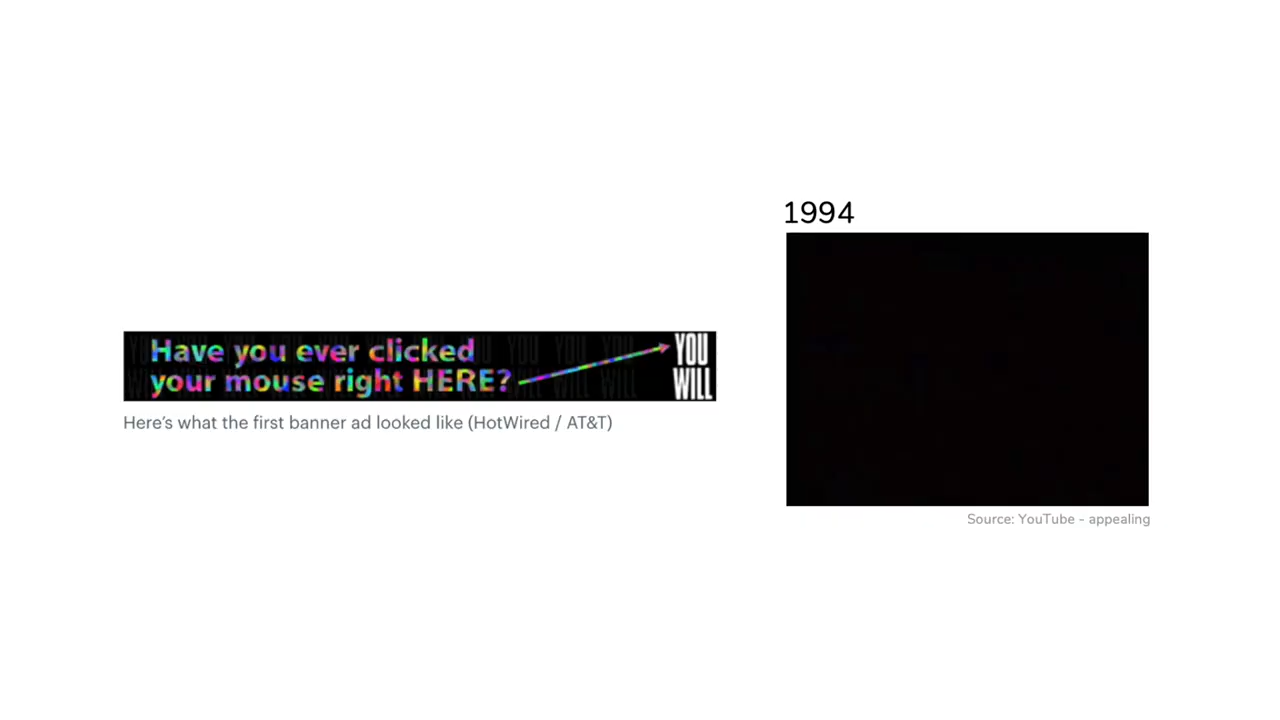 Have you ever clicked
your mouse right HERE?
YOU
WILL
Here's what the first banner ad looked like (HotWired / AT&T)
1994
Source: YouTube - appealing